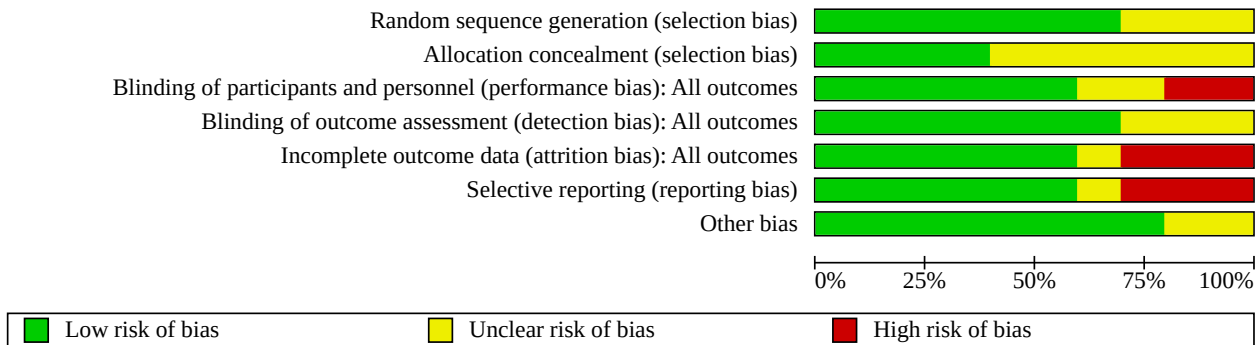 Random sequence generation (selection bias)
Allocation concealment (selection bias)
Blinding of participants and personnel (performance bias): All outcomes
Blinding of outcome assessment (detection bias): All outcomes
Incomplete outcome data (attrition bias): All outcomes
Selective reporting (reporting bias)
Other bias
0% 25% 50% 75% 100%
Low risk of bias Unclear risk of bias High risk of bias